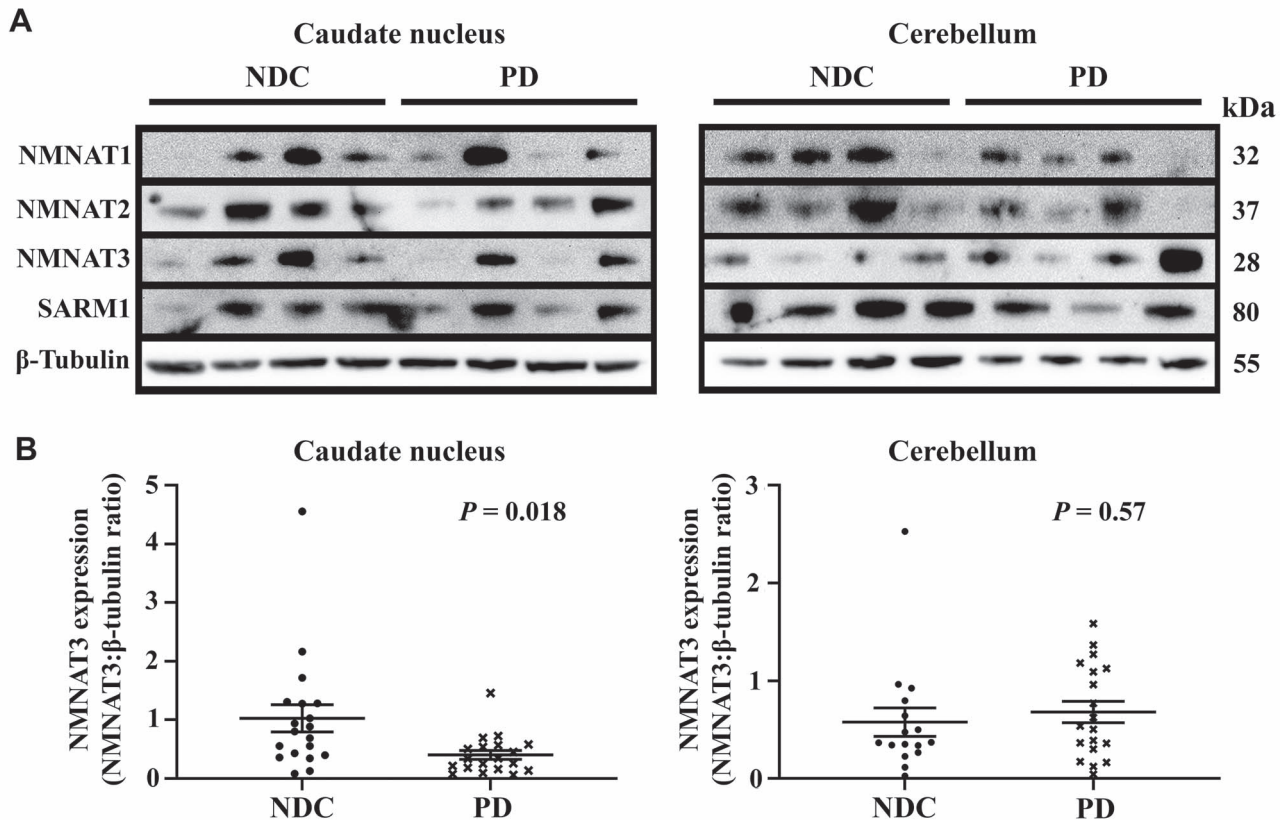 A
Caudate nucleus
Cerebellum
NDC
PD
NDC
PD
kDa
NMNAT1
32
NMNAT2
37
NMNAT3
28
SARM1
80
β-Tubulin
55
B
Caudate nucleus
Cerebellum
NMNAT3 expression
(NMNAT3:β-tubulin ratio)
5
4
3
2
1
0
P = 0.018
NDC
PD
NMNAT3 expression
(NMNAT3:β-tubulin ratio)
3
2
1
0
P = 0.57
NDC
PD